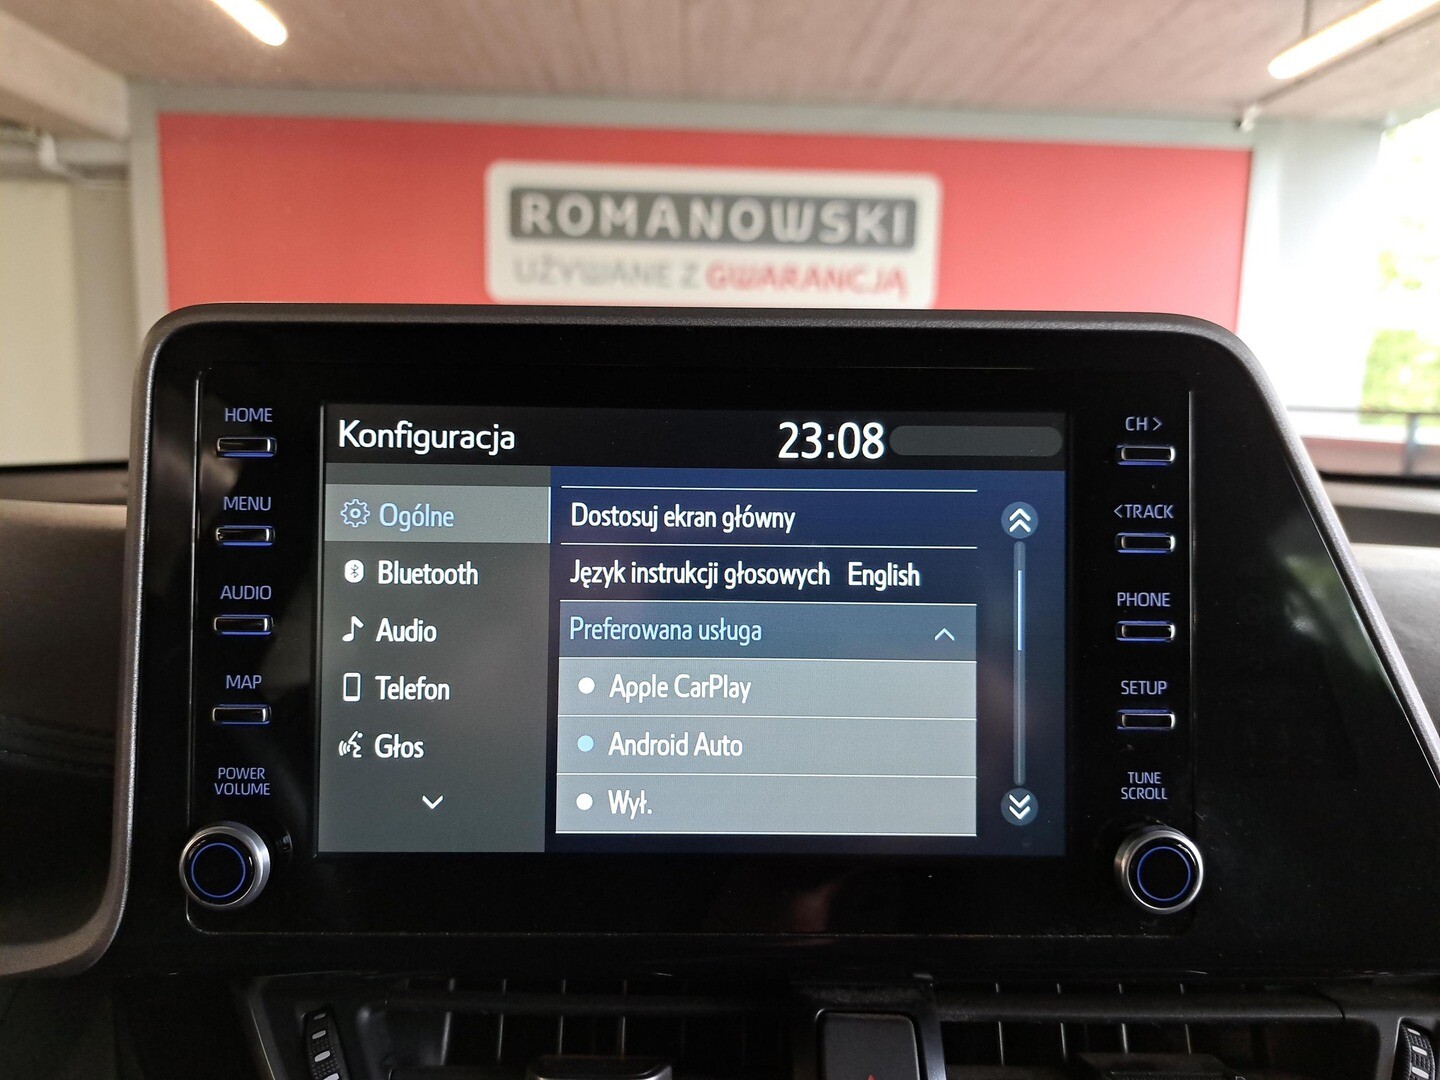 ROMANOWSKI
UŻYWANE Z GWARANCJĄ
HOME
MENU
AUDIO
MAP
POWER
VOLUME
Konfiguracja
23:08
Ogólne
Bluetooth
Audio
Telefon
Głos
Dostosuj ekran główny
Język instrukcji głosowych English
Preferowana usługa
Apple CarPlay
Android Auto
Wył.
CH >
< TRACK
PHONE
SETUP
TUNE
SCROLL